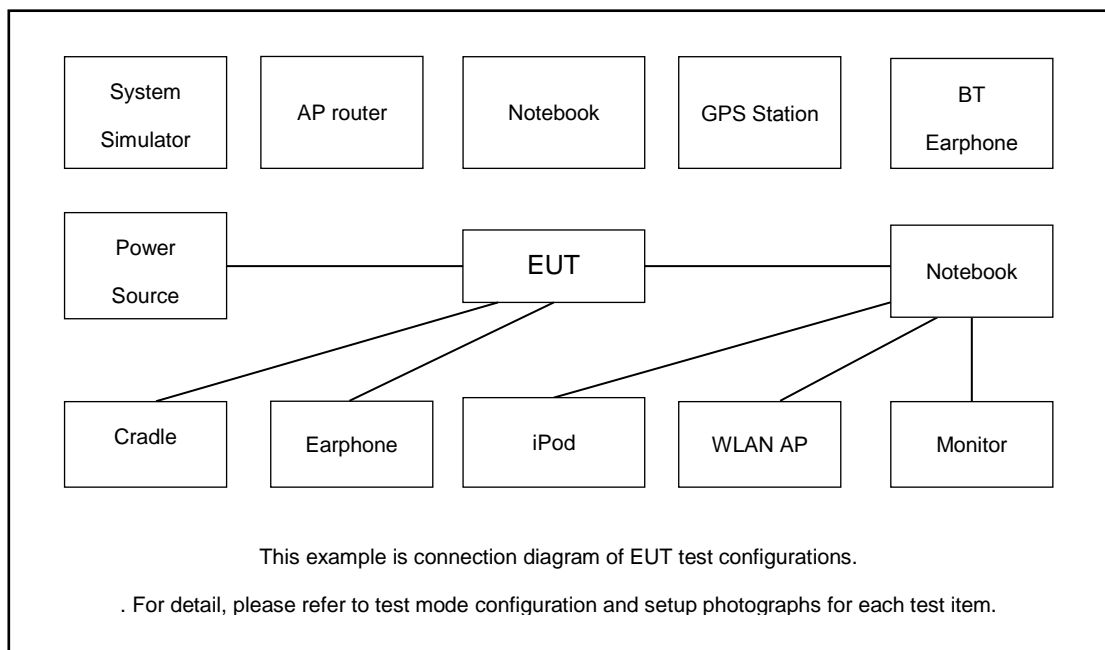 System
Simulator
AP router
Notebook
GPS Station
BT
Earphone
Power
Source
EUT
Notebook
Cradle
Earphone
iPod
WLAN AP
Monitor
This example is connection diagram of EUT test configurations.
. For detail, please refer to test mode configuration and setup photographs for each test item.